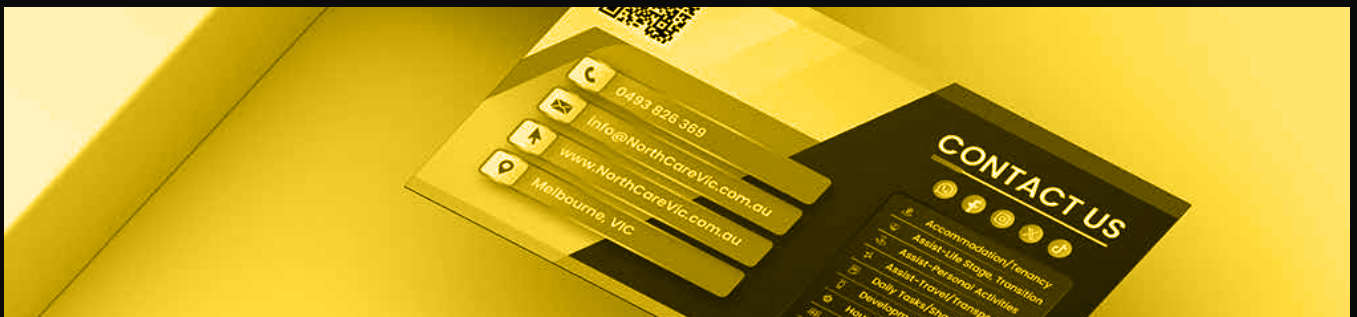 0493 826 369
Info@NorthCareVic.com.au
www.NorthCareVic.com.au
Melbourne, VIC
CONTACT US
Accommodation/Tenancy
Assist-Life Stage, Transition
Assist-Personal Activities
Daily Tasks/